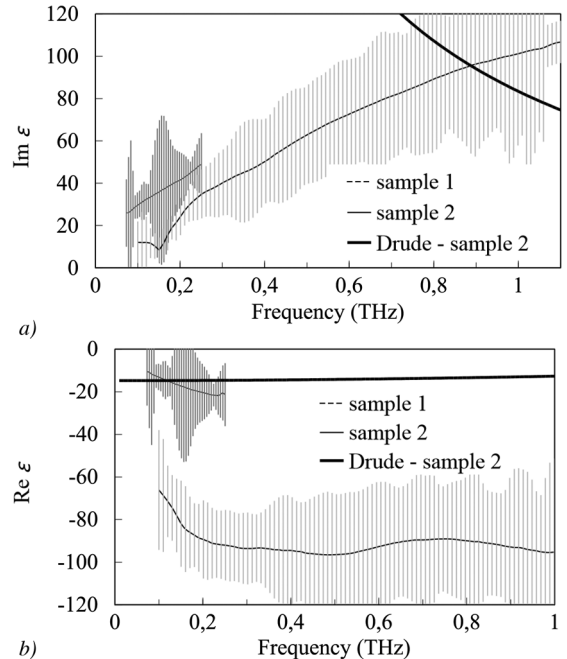 120
100
80
60
40
20
0
Im ε
sample 1
sample 2
Drude - sample 2
0
0,2
0,4
0,6
0,8
1
Frequency (THz)
a)
0
-20
-40
-60
-80
-100
-120
Re ε
sample 1
sample 2
Drude - sample 2
0
0,2
0,4
0,6
0,8
1
Frequency (THz)
b)